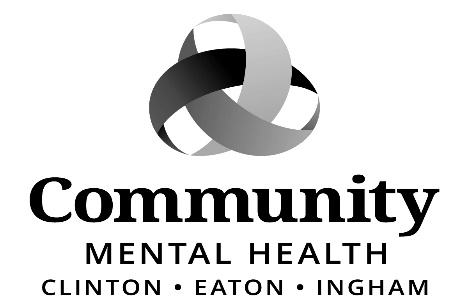 Community
MENTAL HEALTH
CLINTON • EATON • INGHAM